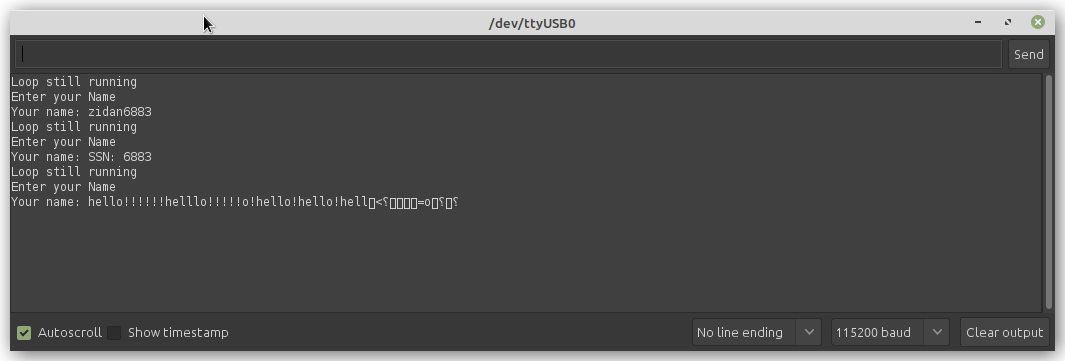 /dev/ttyUSB0
Send
Loop still running
Enter your Name
Your name: zidan6883
Loop still running
Enter your Name
Your name: SSN: 6883
Loop still running
Enter your Name
Your name: hello!!!!!!helllo!!!!!o!hello!hello!hell▯<⸮▯▯▯▯=o▯⸮▯⸮
Autoscroll Show timestamp No line ending 115200 baud Clear output